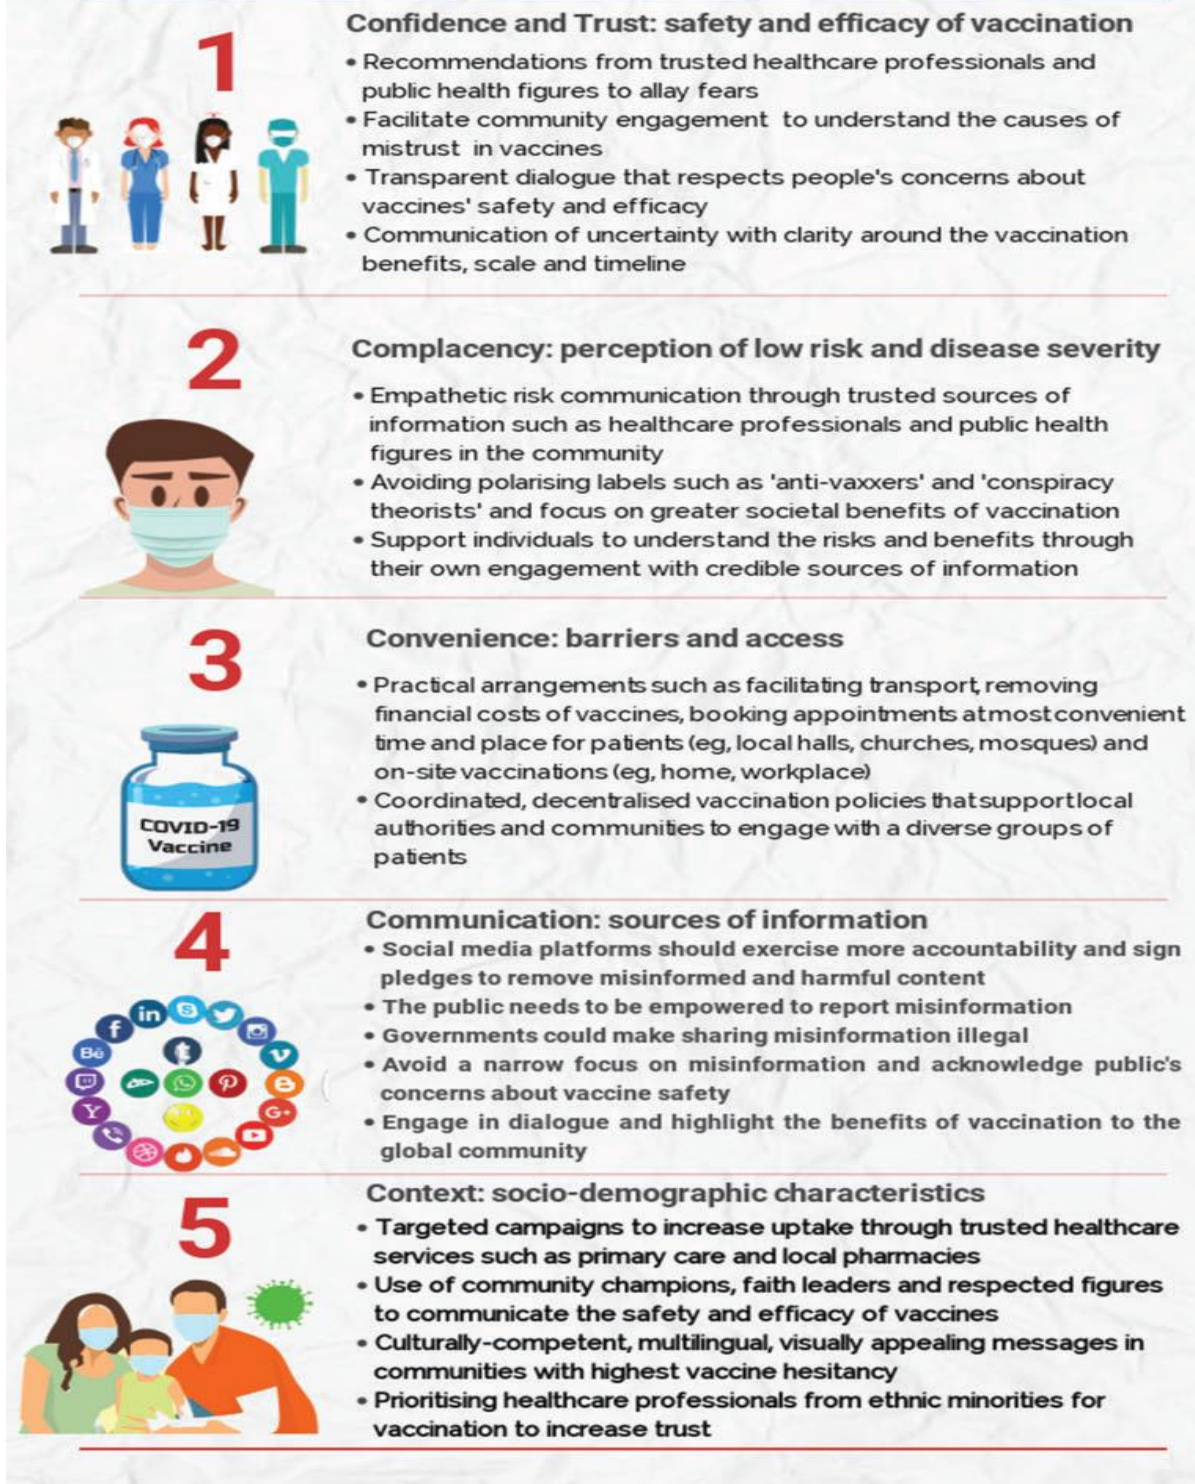 1
Confidence and Trust: safety and efficacy of vaccination
• Recommendations from trusted healthcare professionals and
public health figures to allay fears
• Facilitate community engagement to understand the causes of
mistrust in vaccines
• Transparent dialogue that respects people's concerns about
vaccines' safety and efficacy
• Communication of uncertainty with clarity around the vaccination
benefits, scale and timeline
2
Complacency: perception of low risk and disease severity
• Empathetic risk communication through trusted sources of
information such as healthcare professionals and public health
figures in the community
• Avoiding polarising labels such as 'anti-vaxxers' and 'conspiracy
theorists' and focus on greater societal benefits of vaccination
• Support individuals to understand the risks and benefits through
their own engagement with credible sources of information
3
Convenience: barriers and access
• Practical arrangements such as facilitating transport, removing
financial costs of vaccines, booking appointments at most convenient
time and place for patients (eg, local halls, churches, mosques) and
on-site vaccinations (eg, home, workplace)
• Coordinated, decentralised vaccination policies that support local
authorities and communities to engage with a diverse groups of
patients
COVID-19
Vaccine
4
Communication: sources of information
• Social media platforms should exercise more accountability and sign
pledges to remove misinformed and harmful content
• The public needs to be empowered to report misinformation
• Governments could make sharing misinformation illegal
• Avoid a narrow focus on misinformation and acknowledge public's
concerns about vaccine safety
• Engage in dialogue and highlight the benefits of vaccination to the
global community
in
f
Bē
Y
G+
5
Context: socio-demographic characteristics
• Targeted campaigns to increase uptake through trusted healthcare
services such as primary care and local pharmacies
• Use of community champions, faith leaders and respected figures
to communicate the safety and efficacy of vaccines
• Culturally-competent, multilingual, visually appealing messages in
communities with highest vaccine hesitancy
• Prioritising healthcare professionals from ethnic minorities for
vaccination to increase trust